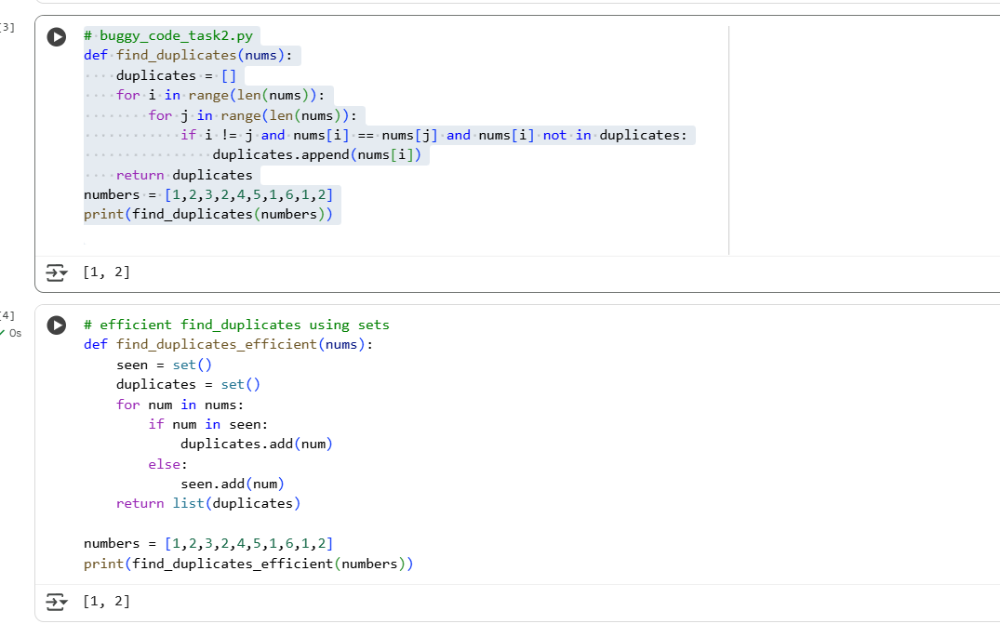 [3]
# buggy_code_task2.py
def find_duplicates(nums):
    duplicates = []
    for i in range(len(nums)):
        for j in range(len(nums)):
            if i != j and nums[i] == nums[j] and nums[i] not in duplicates:
                duplicates.append(nums[i])
    return duplicates
numbers = [1,2,3,2,4,5,1,6,1,2]
print(find_duplicates(numbers))
[1, 2]
[4]
0s
# efficient find_duplicates using sets
def find_duplicates_efficient(nums):
    seen = set()
    duplicates = set()
    for num in nums:
        if num in seen:
            duplicates.add(num)
        else:
            seen.add(num)
    return list(duplicates)
numbers = [1,2,3,2,4,5,1,6,1,2]
print(find_duplicates_efficient(numbers))
[1, 2]